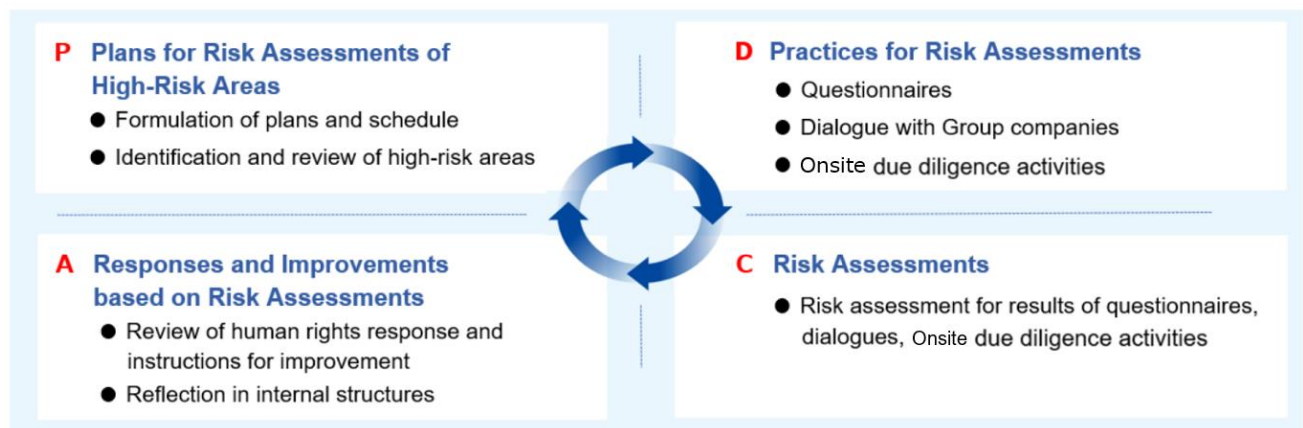 P Plans for Risk Assessments of
High-Risk Areas
● Formulation of plans and schedule
● Identification and review of high-risk areas
D Practices for Risk Assessments
● Questionnaires
● Dialogue with Group companies
● Onsite due diligence activities
A Responses and Improvements
based on Risk Assessments
● Review of human rights response and
instructions for improvement
● Reflection in internal structures
C Risk Assessments
● Risk assessment for results of questionnaires,
dialogues, Onsite due diligence activities